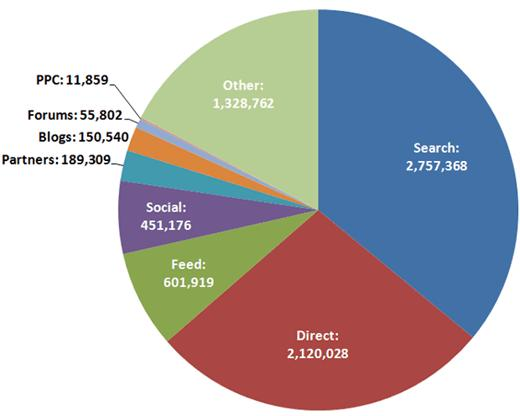 PPC: 11,859
Other:
1,328,762
Forums: 55,802
Blogs: 150,540
Search:
2,757,368
Partners: 189,309
Social:
451,176
Feed:
601,919
Direct:
2,120,028